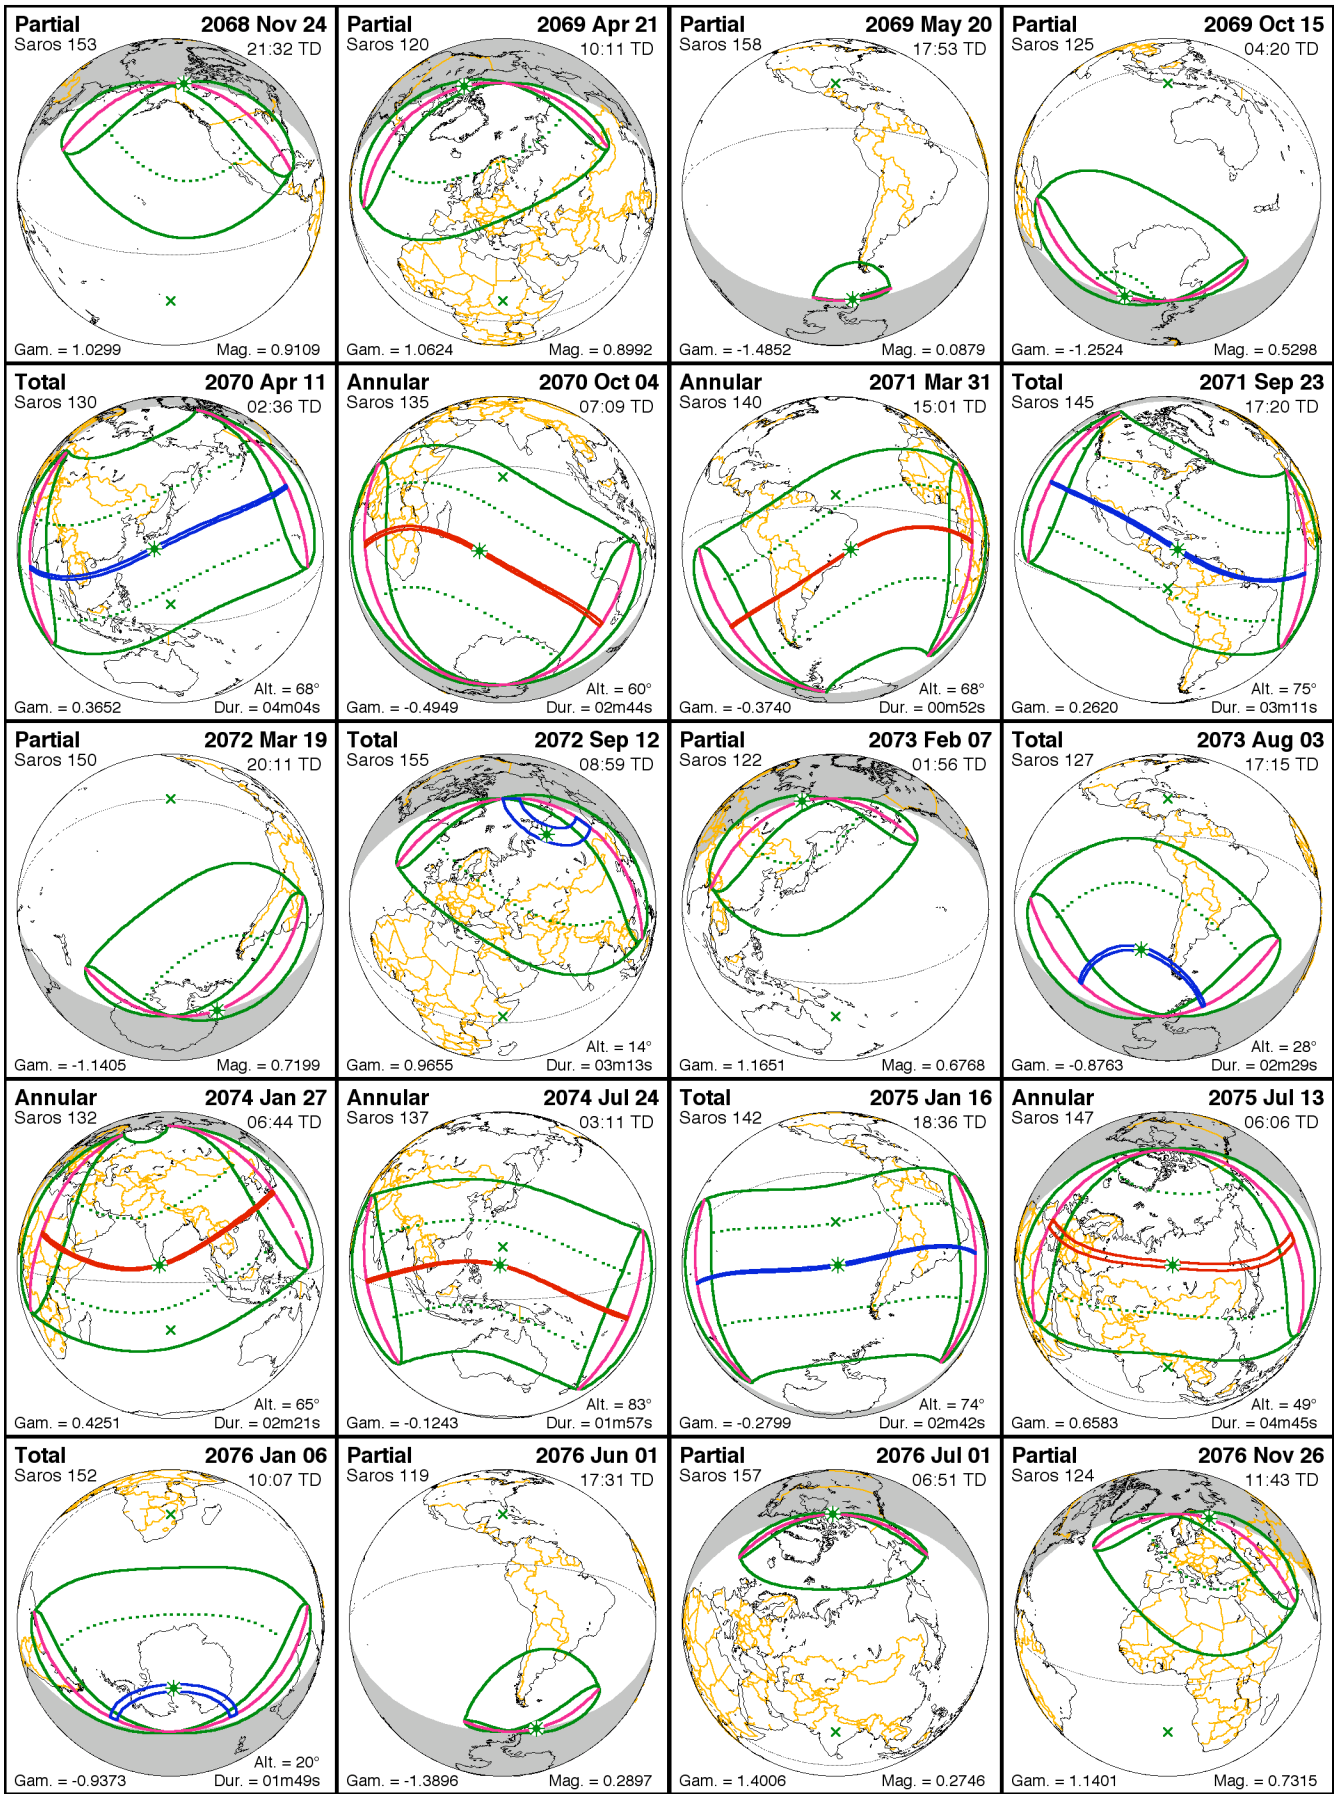 Partial 2068 Nov 24
Saros 153 21:32 TD
Gam. = 1.0299 Mag. = 0.9109
Partial 2069 Apr 21
Saros 120 10:11 TD
Gam. = 1.0624 Mag. = 0.8992
Partial 2069 May 20
Saros 158 17:53 TD
Gam. = -1.4852 Mag. = 0.0879
Partial 2069 Oct 15
Saros 125 04:20 TD
Gam. = -1.2524 Mag. = 0.5298
Total 2070 Apr 11
Saros 130 02:36 TD
Alt. = 68°
Gam. = 0.3652 Dur. = 04m04s
Annular 2070 Oct 04
Saros 135 07:09 TD
Alt. = 60°
Gam. = -0.4949 Dur. = 02m44s
Annular 2071 Mar 31
Saros 140 15:01 TD
Alt. = 68°
Gam. = -0.3740 Dur. = 00m52s
Total 2071 Sep 23
Saros 145 17:20 TD
Alt. = 75°
Gam. = 0.2620 Dur. = 03m11s
Partial 2072 Mar 19
Saros 150 20:11 TD
Gam. = -1.1405 Mag. = 0.7199
Total 2072 Sep 12
Saros 155 08:59 TD
Alt. = 14°
Gam. = 0.9655 Dur. = 03m13s
Partial 2073 Feb 07
Saros 122 01:56 TD
Gam. = 1.1651 Mag. = 0.6768
Total 2073 Aug 03
Saros 127 17:15 TD
Alt. = 28°
Gam. = -0.8763 Dur. = 02m29s
Annular 2074 Jan 27
Saros 132 06:44 TD
Alt. = 65°
Gam. = 0.4251 Dur. = 02m21s
Annular 2074 Jul 24
Saros 137 03:11 TD
Alt. = 83°
Gam. = -0.1243 Dur. = 01m57s
Total 2075 Jan 16
Saros 142 18:36 TD
Alt. = 74°
Gam. = -0.2799 Dur. = 02m42s
Annular 2075 Jul 13
Saros 147 06:06 TD
Alt. = 49°
Gam. = 0.6583 Dur. = 04m45s
Total 2076 Jan 06
Saros 152 10:07 TD
Alt. = 20°
Gam. = -0.9373 Dur. = 01m49s
Partial 2076 Jun 01
Saros 119 17:31 TD
Gam. = -1.3896 Mag. = 0.2897
Partial 2076 Jul 01
Saros 157 06:51 TD
Gam. = 1.4006 Mag. = 0.2746
Partial 2076 Nov 26
Saros 124 11:43 TD
Gam. = 1.1401 Mag. = 0.7315